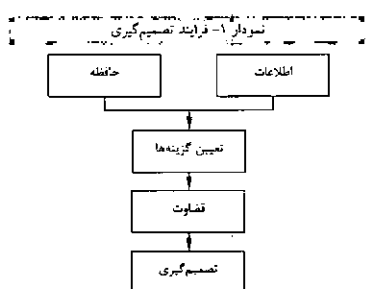 نمودار ۱- فرایند تصمیم‌گیری
اطلاعات
حافظه
تعیین گزینه‌ها
قضاوت
تصمیم‌گیری